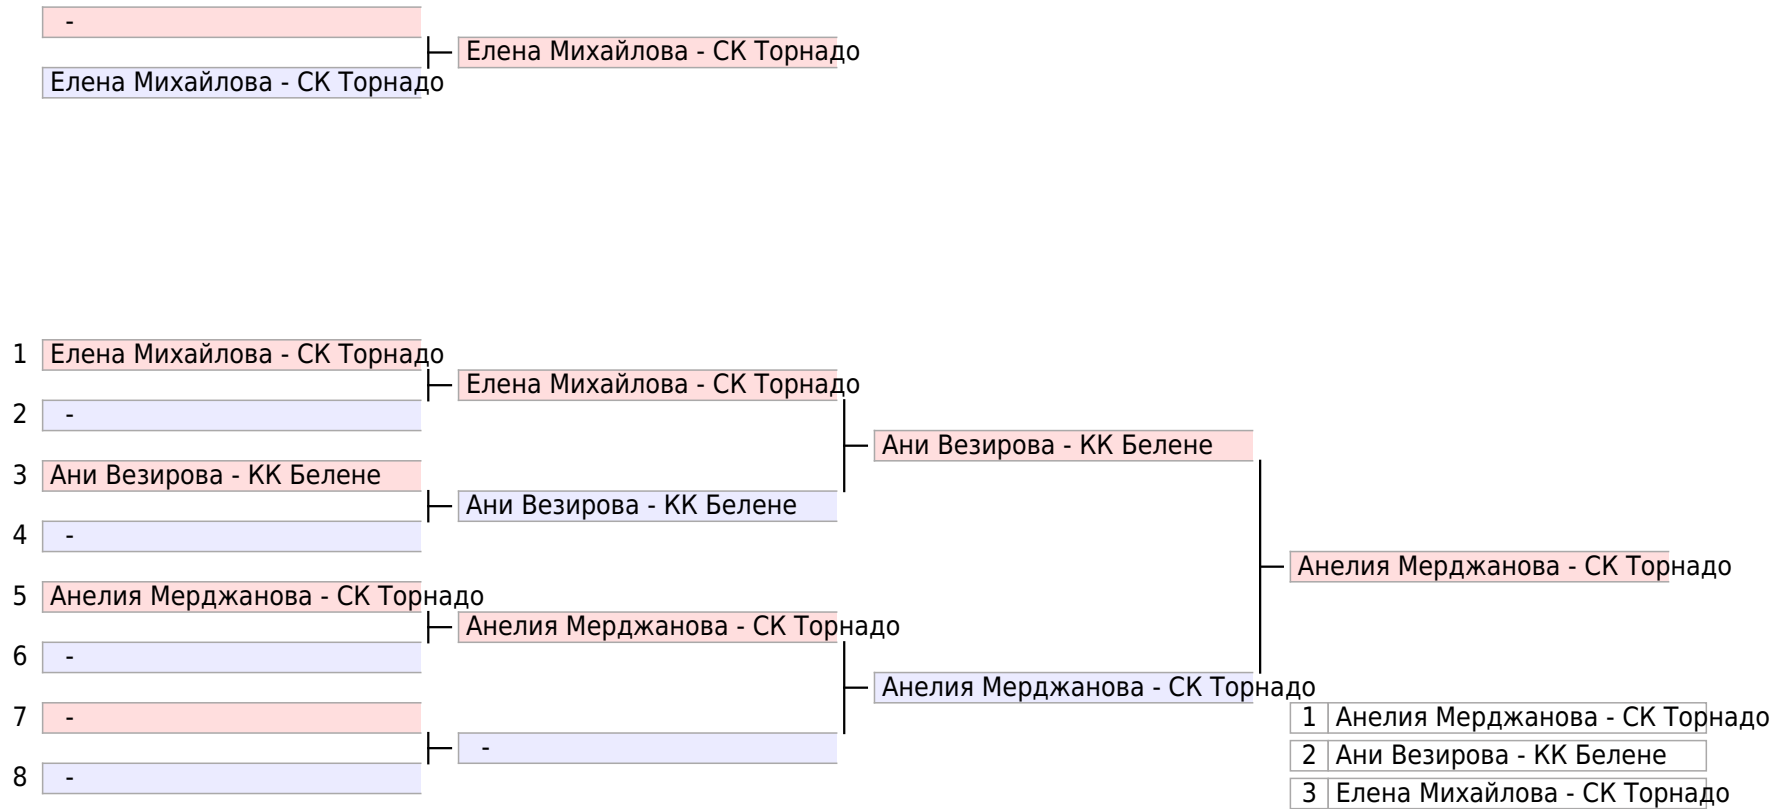 -
Елена Михайлова - СК Торнадо
Елена Михайлова - СК Торнадо
1 Елена Михайлова - СК Торнадо
Елена Михайлова - СК Торнадо
2 -
Ани Везирова - КК Белене
3 Ани Везирова - КК Белене
Ани Везирова - КК Белене
4 -
Анелия Мерджанова - СК Торнадо
5 Анелия Мерджанова - СК Торнадо
Анелия Мерджанова - СК Торнадо
6 -
Анелия Мерджанова - СК Торнадо
7 -
-
8 -
1 Анелия Мерджанова - СК Торнадо
2 Ани Везирова - КК Белене
3 Елена Михайлова - СК Торнадо